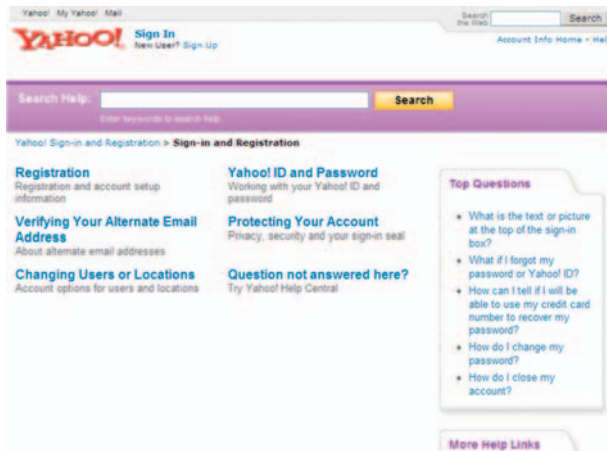 Yahoo! My Yahoo! Mail
Search
the Web
Search
YAHOO!
Sign In
New User? Sign Up
Account Info Home - Hel
Search Help:
Search
Enter keywords to search help
Yahoo! Sign-in and Registration > Sign-in and Registration
Registration
Registration and account setup
information
Verifying Your Alternate Email
Address
About alternate email addresses
Changing Users or Locations
Account options for users and locations
Yahoo! ID and Password
Working with your Yahoo! ID and
password
Protecting Your Account
Privacy, security and your sign-in seal
Question not answered here?
Try Yahoo! Help Central
Top Questions
• What is the text or picture
at the top of the sign-in
box?
• What if I forgot my
password or Yahoo! ID?
• How can I tell if I will be
able to use my credit card
number to recover my
password?
• How do I change my
password?
• How do I close my
account?
More Help Links